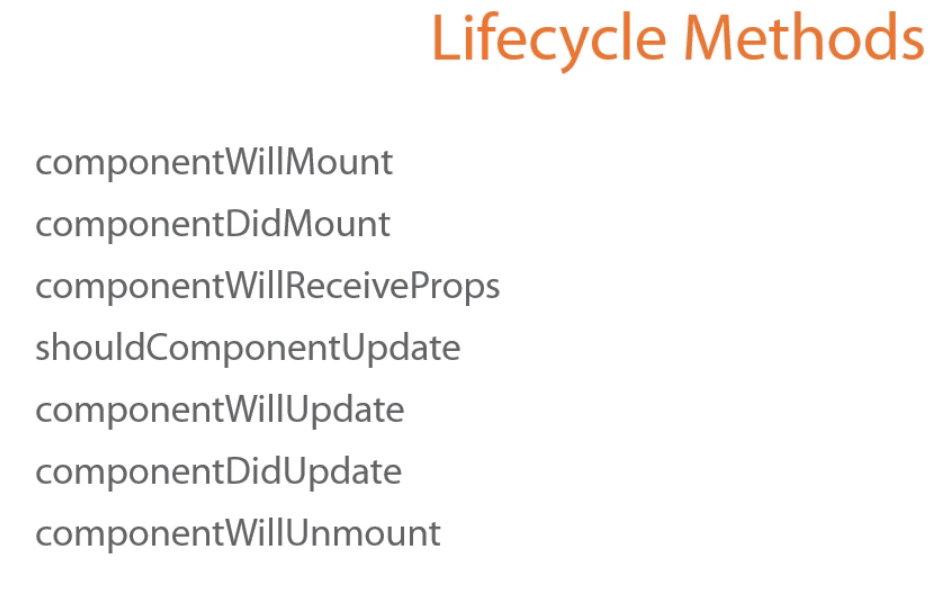 Lifecycle Methods
componentWillMount
componentDidMount
componentWillReceiveProps
shouldComponentUpdate
componentWillUpdate
componentDidUpdate
componentWillUnmount